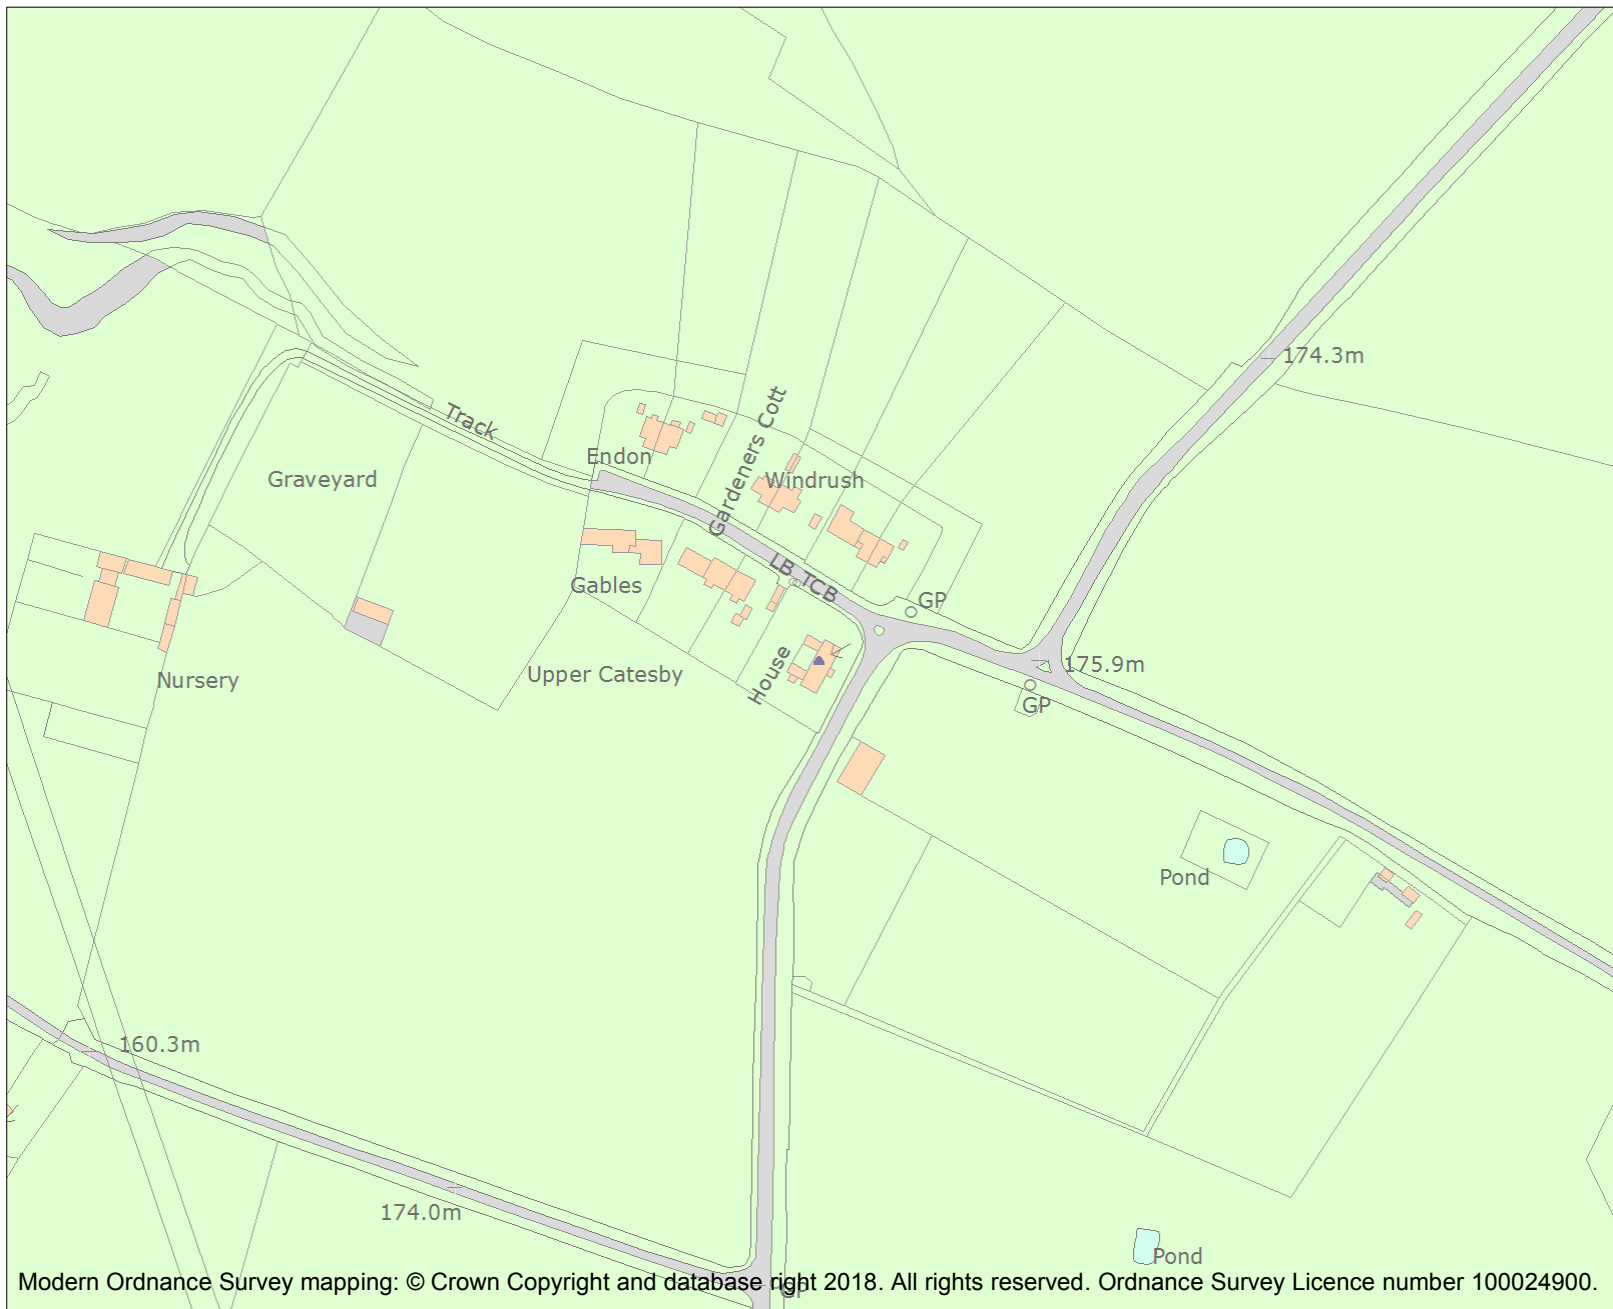 174.3m
Track
Gardeners Cott
Endon
Windrush
Graveyard
LB TCB
Gables
GP
175.9m
Upper Catesby
House
Nursery
GP
Pond
160.3m
174.0m
Pond
GP
Modern Ordnance Survey mapping: © Crown Copyright and database right 2018. All rights reserved. Ordnance Survey Licence number 100024900.